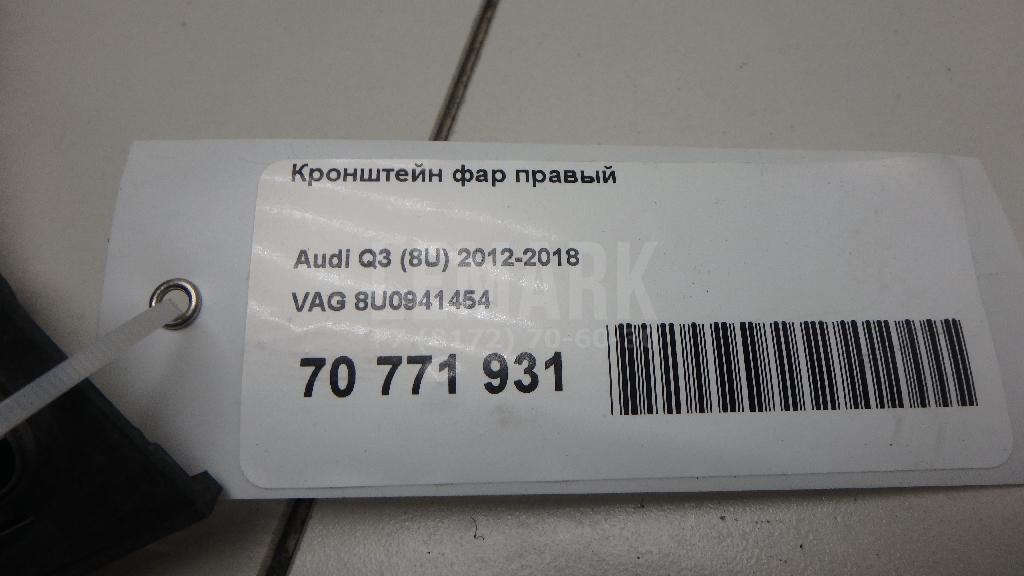 Кронштейн фар правый
Audi Q3 (8U) 2012-2018
VAG 8U0941454
70 771 931